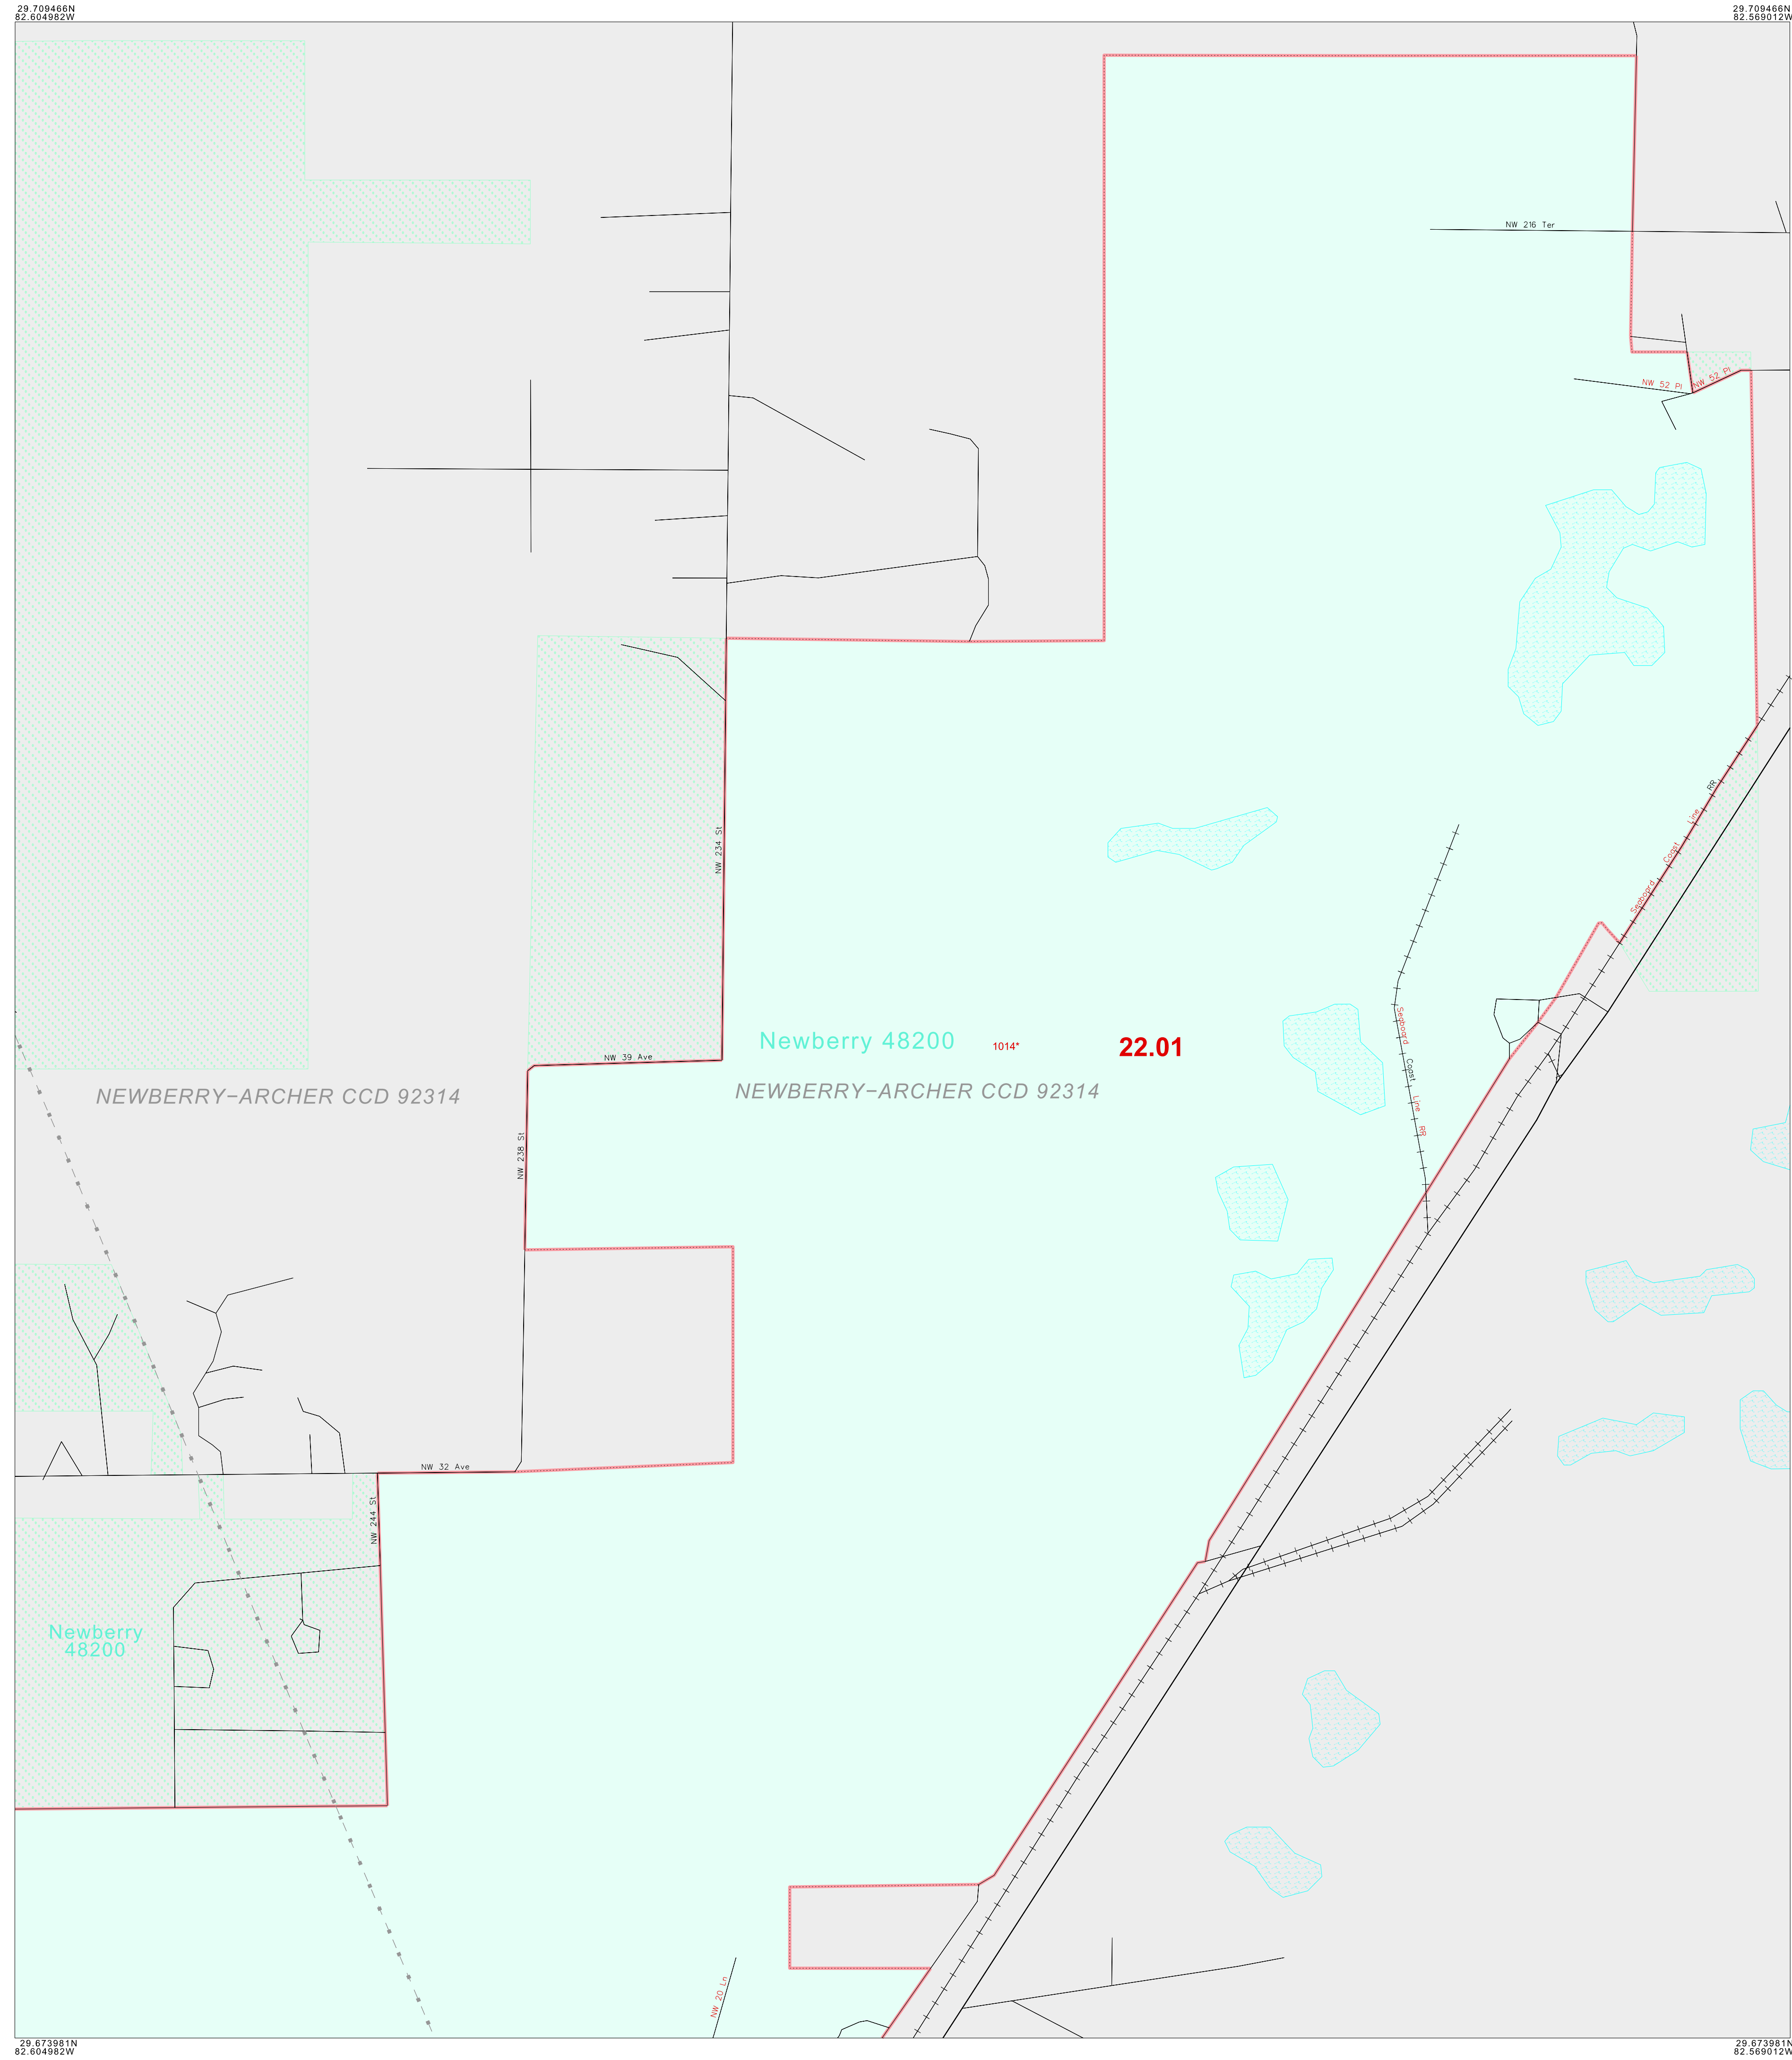 29.709466N
82.604982W
29.709466N
82.569012W
NW 216 Ter
NW 52 Pl
NW 52 Pl
RR
Line
Coast
Seaboard
NW 234 St
Seaboard
Coast
Line
RR
Newberry 48200
1014*
22.01
NW 39 Ave
NEWBERRY-ARCHER CCD 92314
NEWBERRY-ARCHER CCD 92314
NW 238 St
NW 32 Ave
NW 244 St
Newberry
48200
NW 20 Ln
29.673981N
82.604982W
29.673981N
82.569012W